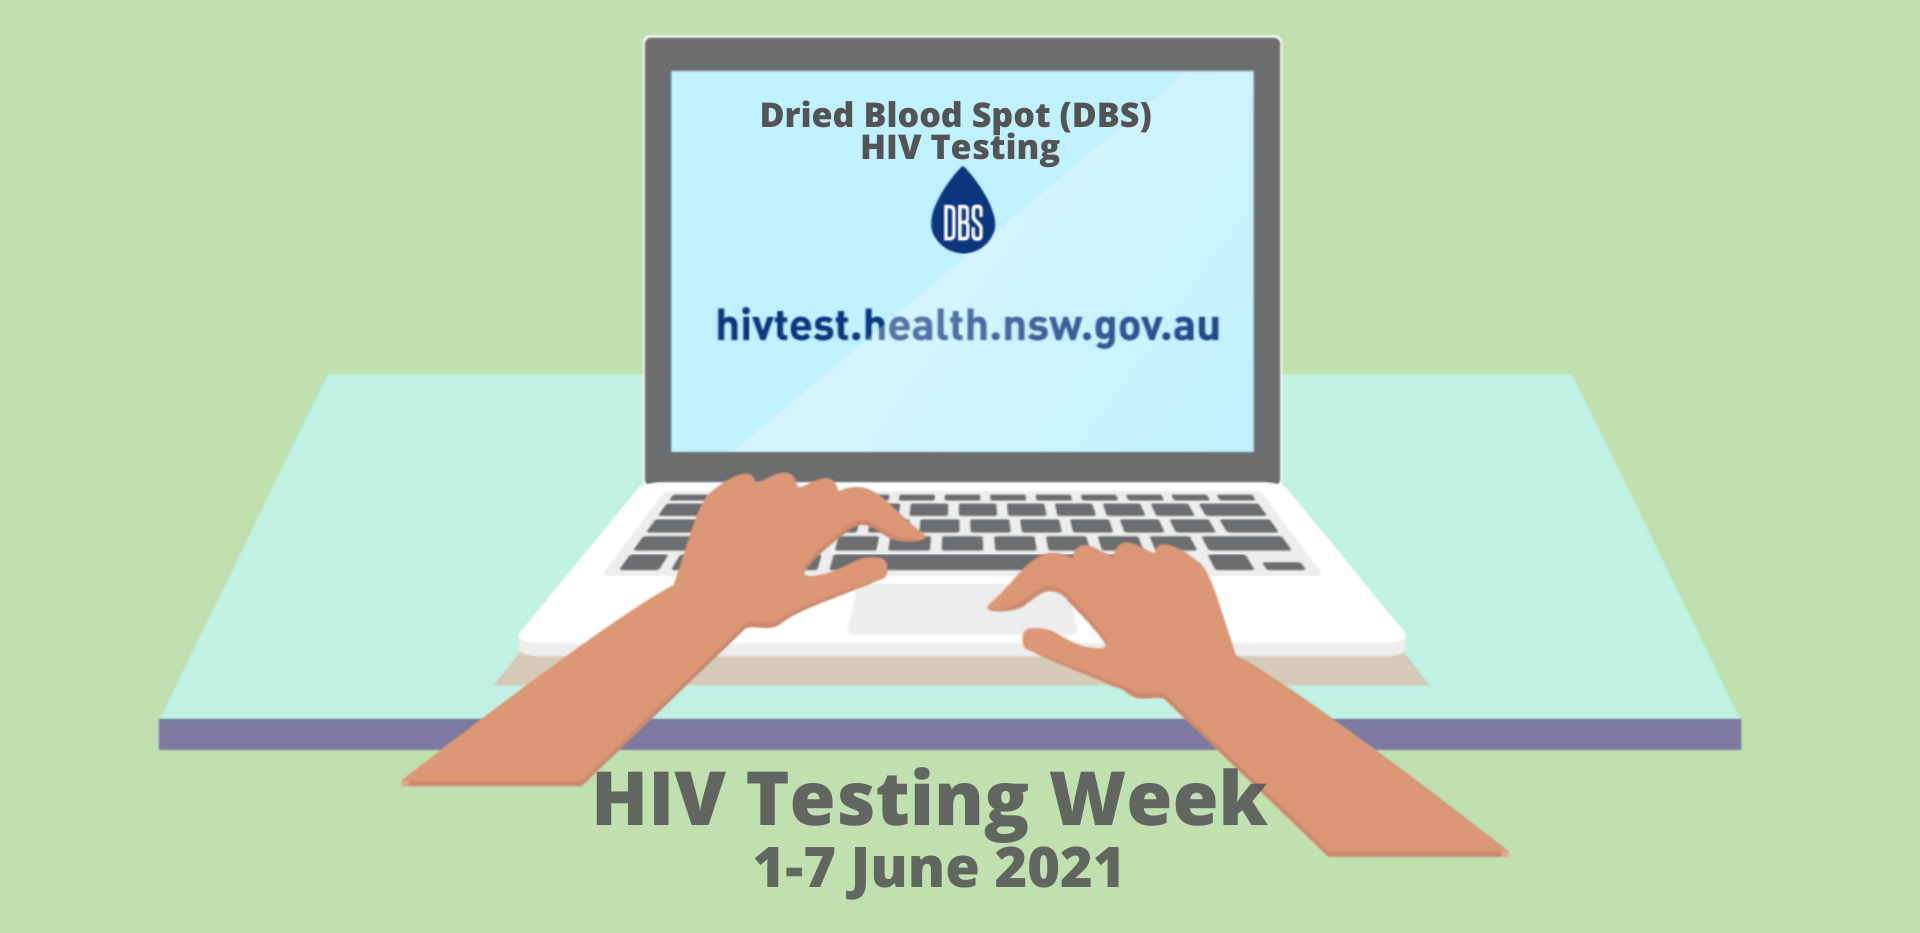 Dried Blood Spot (DBS)
HIV Testing
DBS
hivtest.health.nsw.gov.au
HIV Testing Week
1-7 June 2021